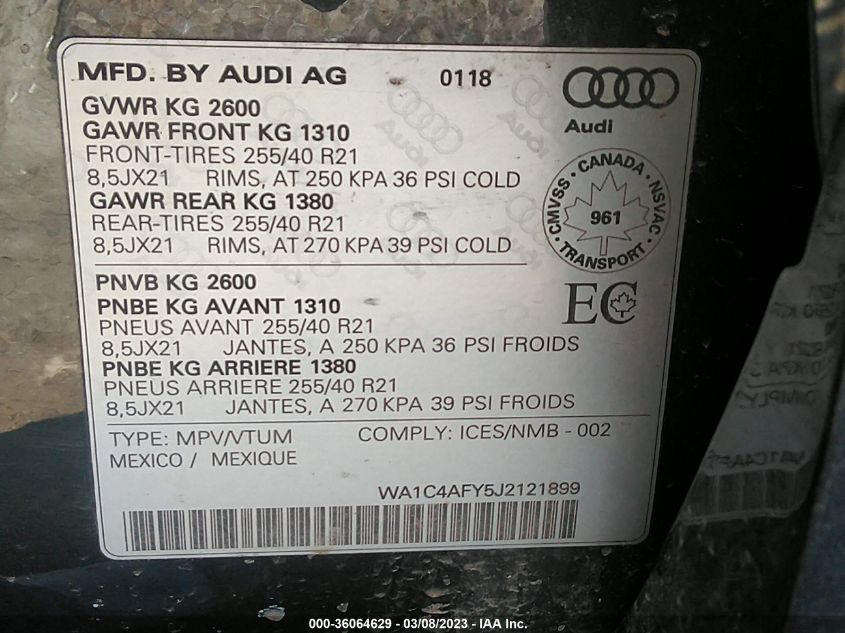 MFD. BY AUDI AG 0118
Audi
GVWR KG 2600
GAWR FRONT KG 1310
FRONT-TIRES 255/40 R21
8,5JX21 RIMS, AT 250 KPA 36 PSI COLD
GAWR REAR KG 1380
REAR-TIRES 255/40 R21
8,5JX21 RIMS, AT 270 KPA 39 PSI COLD
CMVSS · CANADA · NSVAC
961
· TRANSPORT ·
PNVB KG 2600
PNBE KG AVANT 1310
PNEUS AVANT 255/40 R21
8,5JX21 JANTES, A 250 KPA 36 PSI FROIDS
PNBE KG ARRIERE 1380
PNEUS ARRIERE 255/40 R21
8,5JX21 JANTES, A 270 KPA 39 PSI FROIDS
EC
TYPE: MPV/VTUM COMPLY: ICES/NMB - 002
MEXICO / MEXIQUE
WA1C4AFY5J2121899
000-36064629 - 03/08/2023 - IAA Inc.